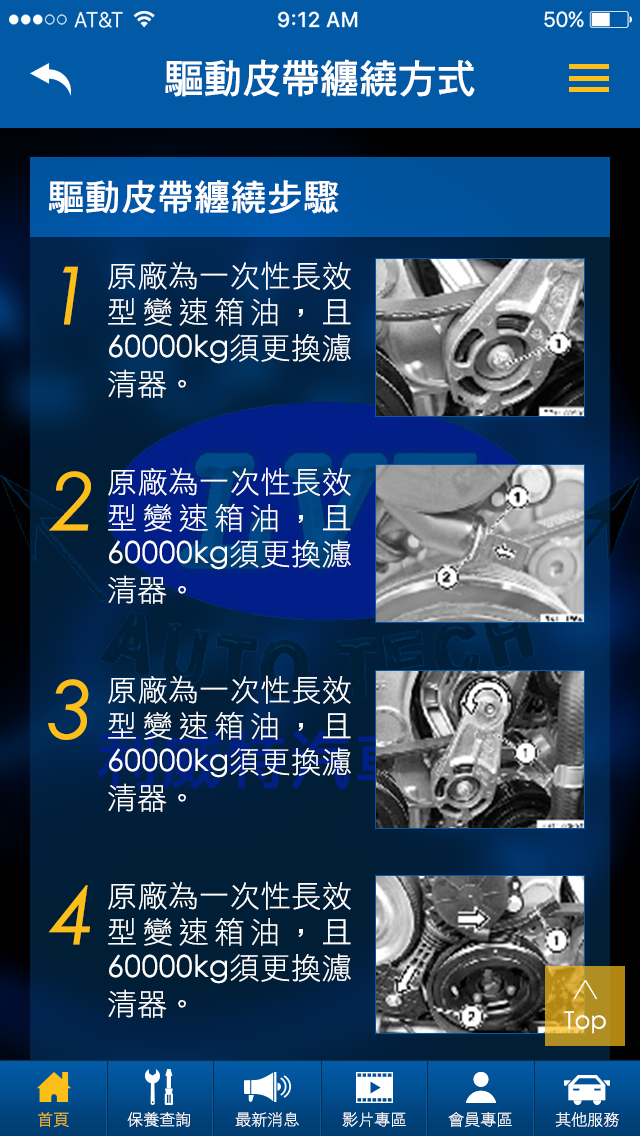 AT&T 9:12 AM 50%
驅動皮帶纏繞方式
驅動皮帶纏繞步驟
1
原廠為一次性長效
型變速箱油，且
60000kg須更換濾
清器。
1
2
原廠為一次性長效
型變速箱油，且
60000kg須更換濾
清器。
1
2
AUTO TECH
3
原廠為一次性長效
型變速箱油，且
60000kg須更換濾
清器。
1
4
原廠為一次性長效
型變速箱油，且
60000kg須更換濾
清器。
1
2
Top
首頁 保養查詢 最新消息 影片專區 會員專區 其他服務